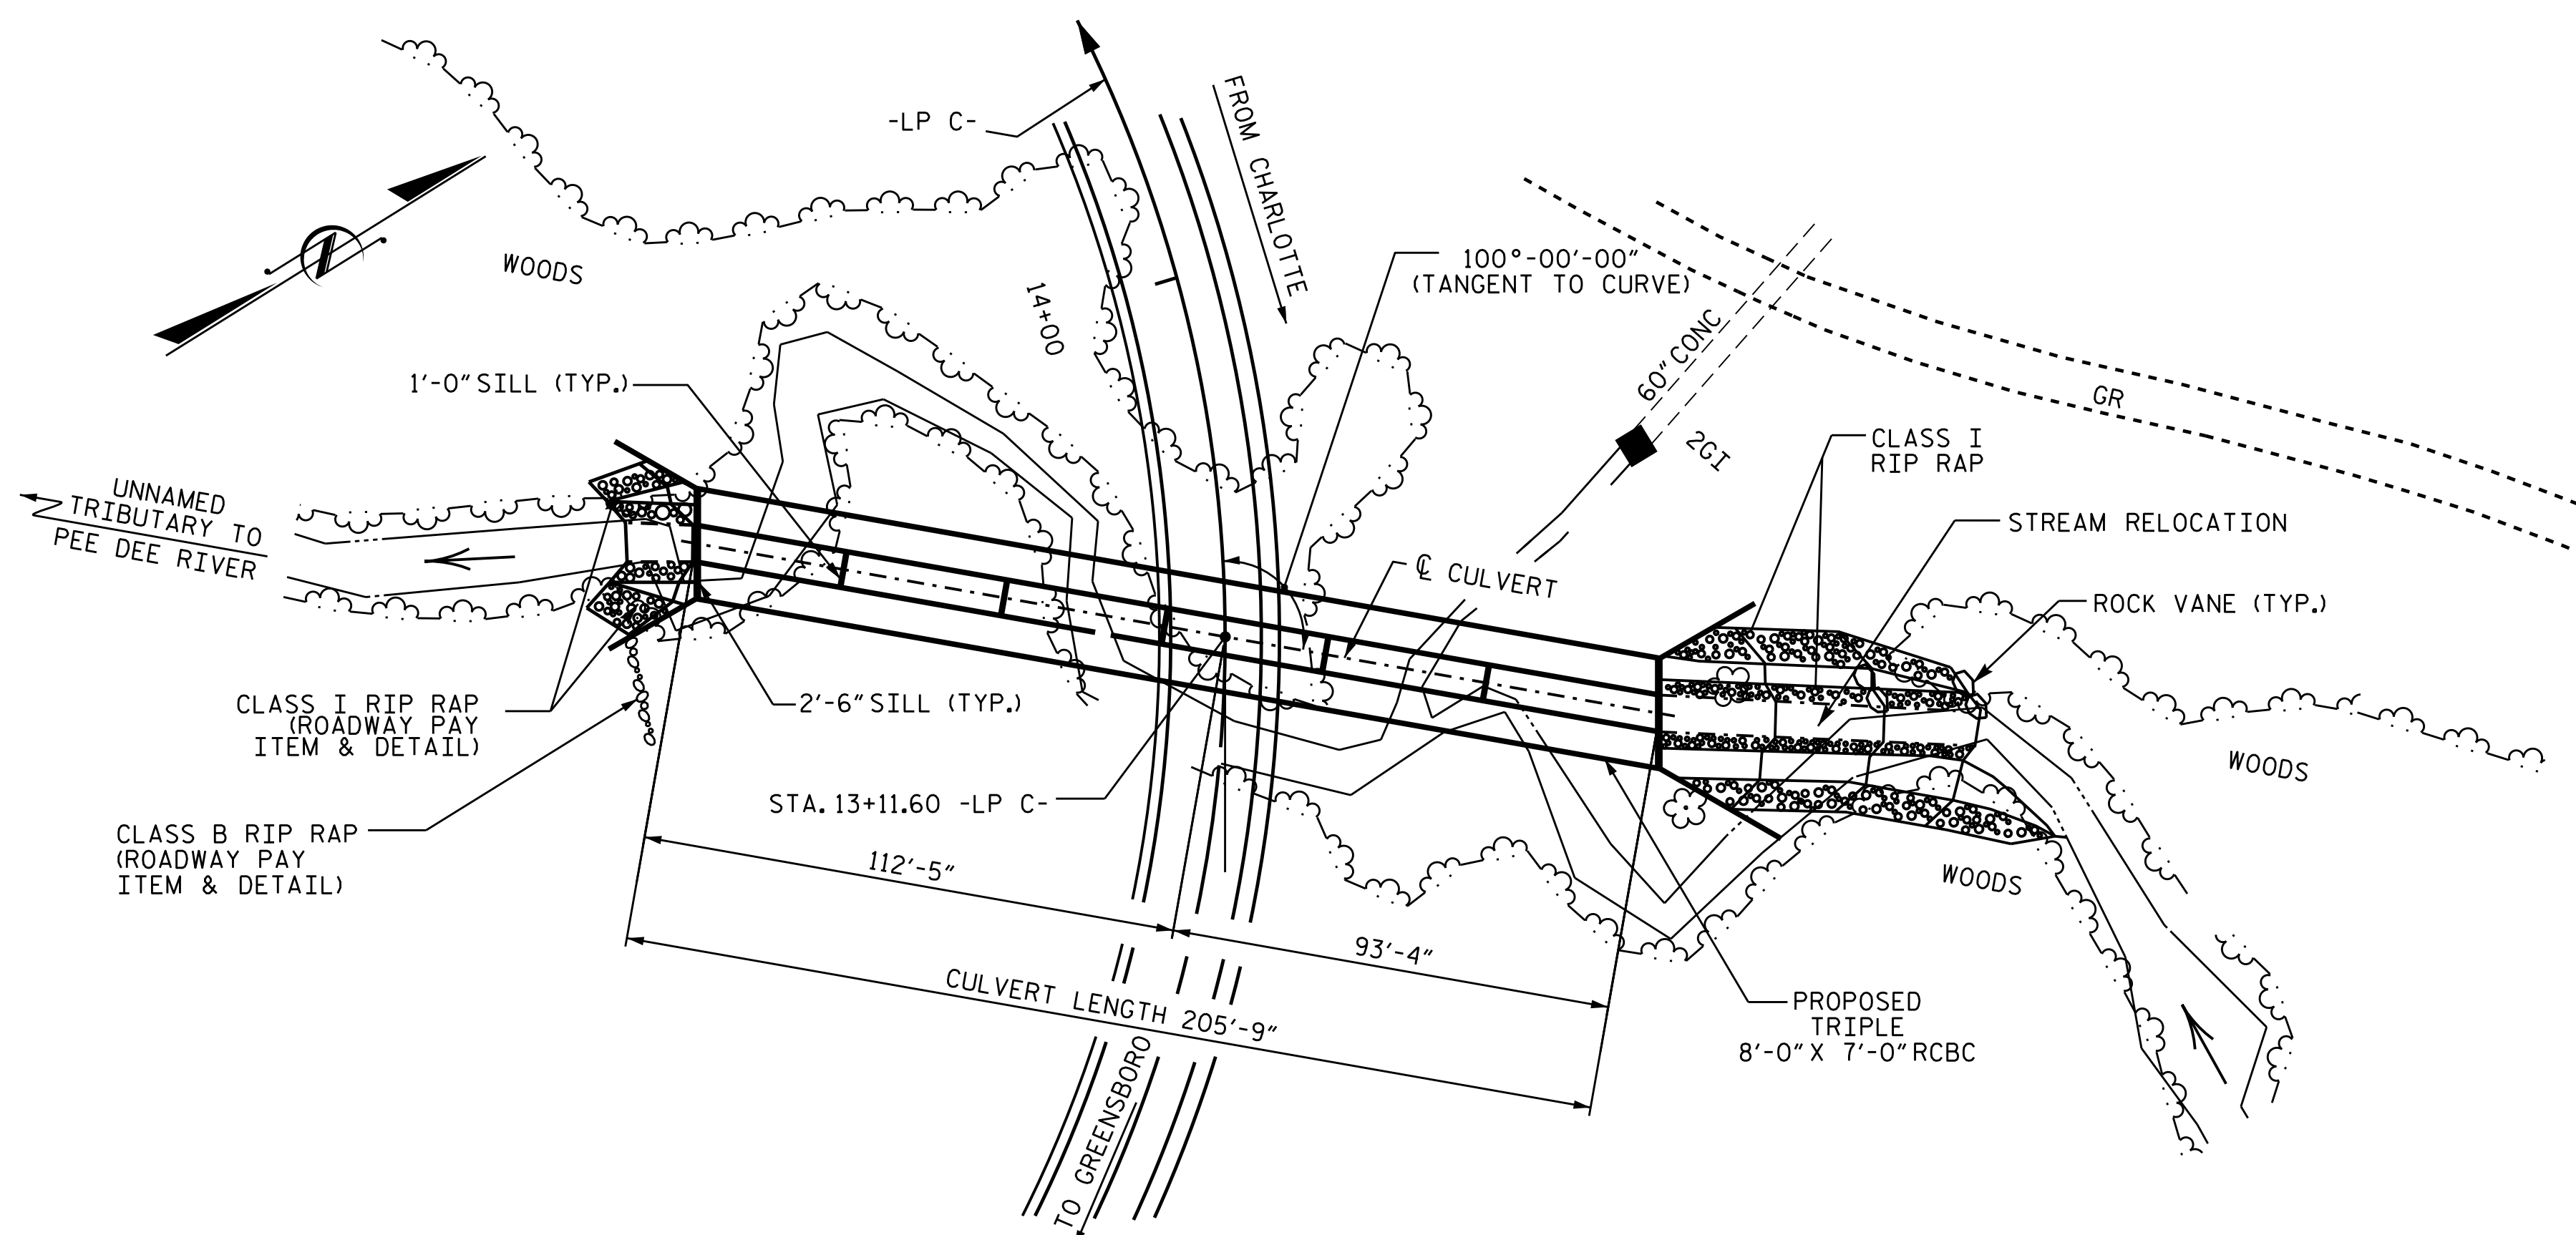 -LP C-
FROM CHARLOTTE
N
WOODS
14+00
100°-00'-00"
(TANGENT TO CURVE)
60" CONC
2GI
GR
1'-0" SILL (TYP.)
CLASS I
RIP RAP
UNNAMED
TRIBUTARY TO
PEE DEE RIVER
STREAM RELOCATION
℄ CULVERT
ROCK VANE (TYP.)
CLASS I RIP RAP
(ROADWAY PAY
ITEM & DETAIL)
2'-6" SILL (TYP.)
WOODS
STA. 13+11.60 -LP C-
CLASS B RIP RAP
(ROADWAY PAY
ITEM & DETAIL)
112'-5"
WOODS
93'-4"
CULVERT LENGTH 205'-9"
PROPOSED
TRIPLE
8'-0" X 7'-0" RCBC
TO GREENSBORO